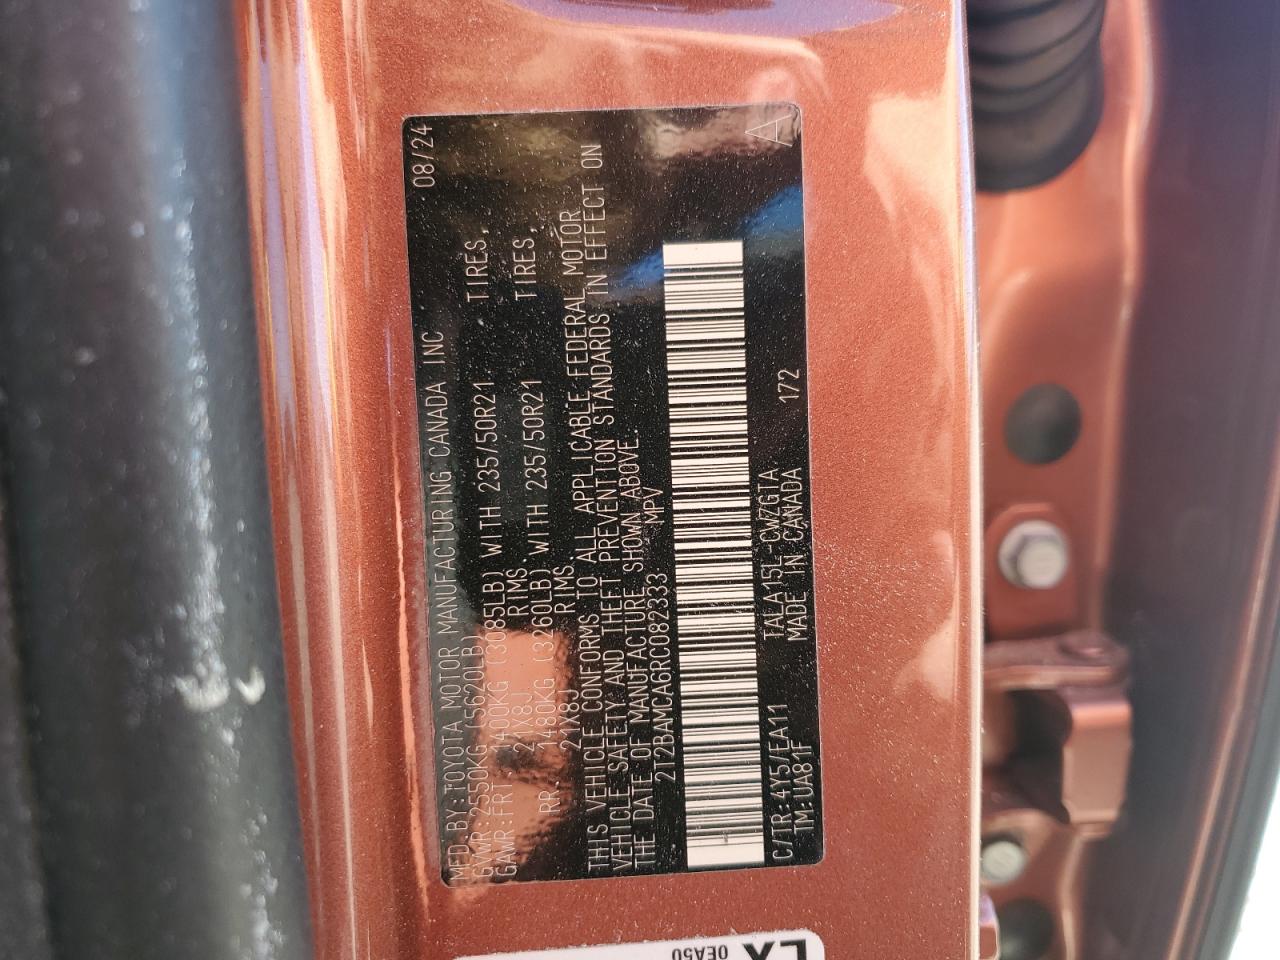 MFD.BY:TOYOTA MOTOR MANUFACTURING CANADA INC 08/24
GVWR:2550KG(5620LB)
GAWR:FRT. 1400KG (3085LB) WITH 235/50R21 TIRES,
21X8J RIMS,
RR. 1480KG (3260LB) WITH 235/50R21 TIRES,
21X8J RIMS,
THIS VEHICLE CONFORMS TO ALL APPLICABLE FEDERAL MOTOR
VEHICLE SAFETY AND THEFT PREVENTION STANDARDS IN EFFECT ON
THE DATE OF MANUFACTURE SHOWN ABOVE.
2T2BAMCA6RC082333 MPV
A
C/TR:4Y5/EA11 TALA15L-CWZGTA 172
TM:UA81F MADE IN CANADA
0EA50